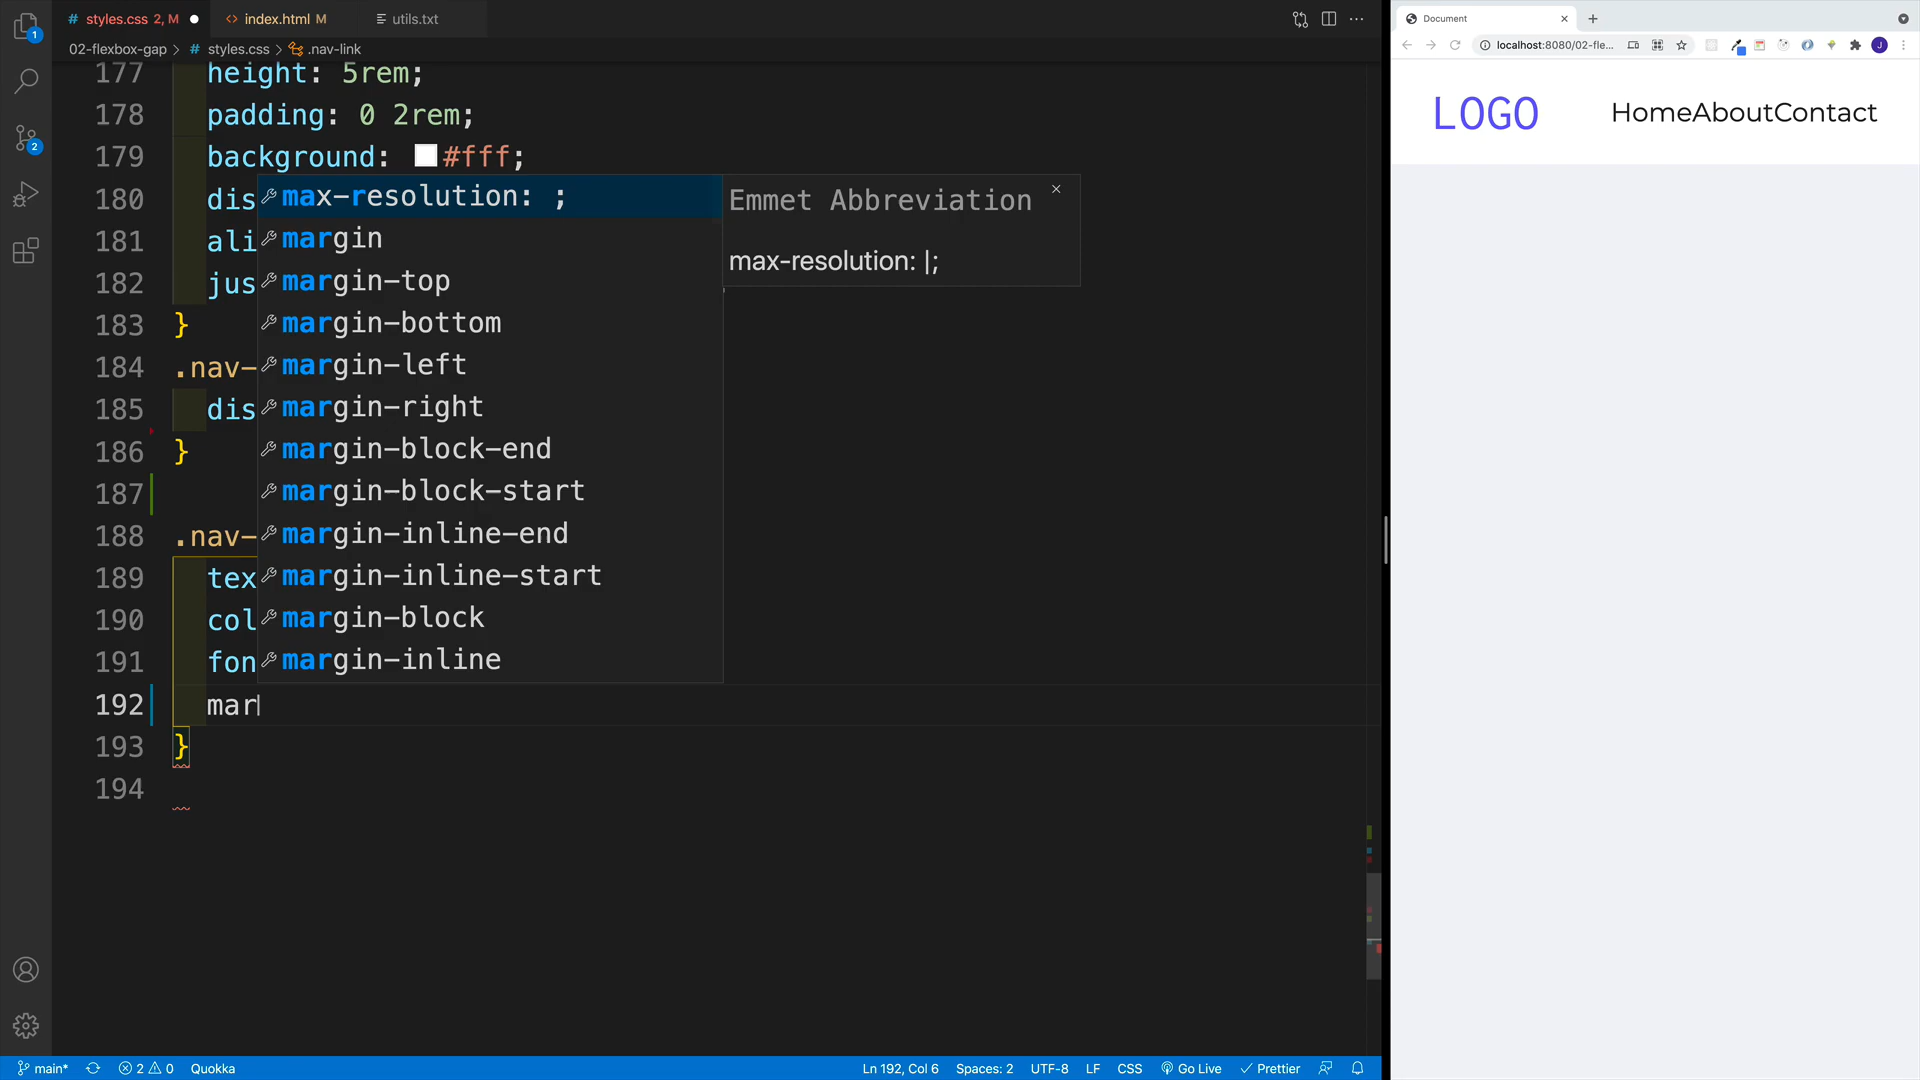 styles.css 2, M
index.html M
utils.txt
02-flexbox-gap > # styles.css > .nav-link
177 height: 5rem;
178 padding: 0 2rem;
179 background: #fff;
180 dis
181 ali
182 jus
183 }
184 .nav-
185 dis
186 }
187
188 .nav-
189 tex
190 col
191 fon
192 mar
193 }
194
max-resolution: ;
margin
margin-top
margin-bottom
margin-left
margin-right
margin-block-end
margin-block-start
margin-inline-end
margin-inline-start
margin-block
margin-inline
Emmet Abbreviation
max-resolution: |;
1
2
main*
2 0
Quokka
Ln 192, Col 6
Spaces: 2
UTF-8
LF
CSS
Go Live
Prettier
Document
localhost:8080/02-fle...
J
LOGO
HomeAboutContact